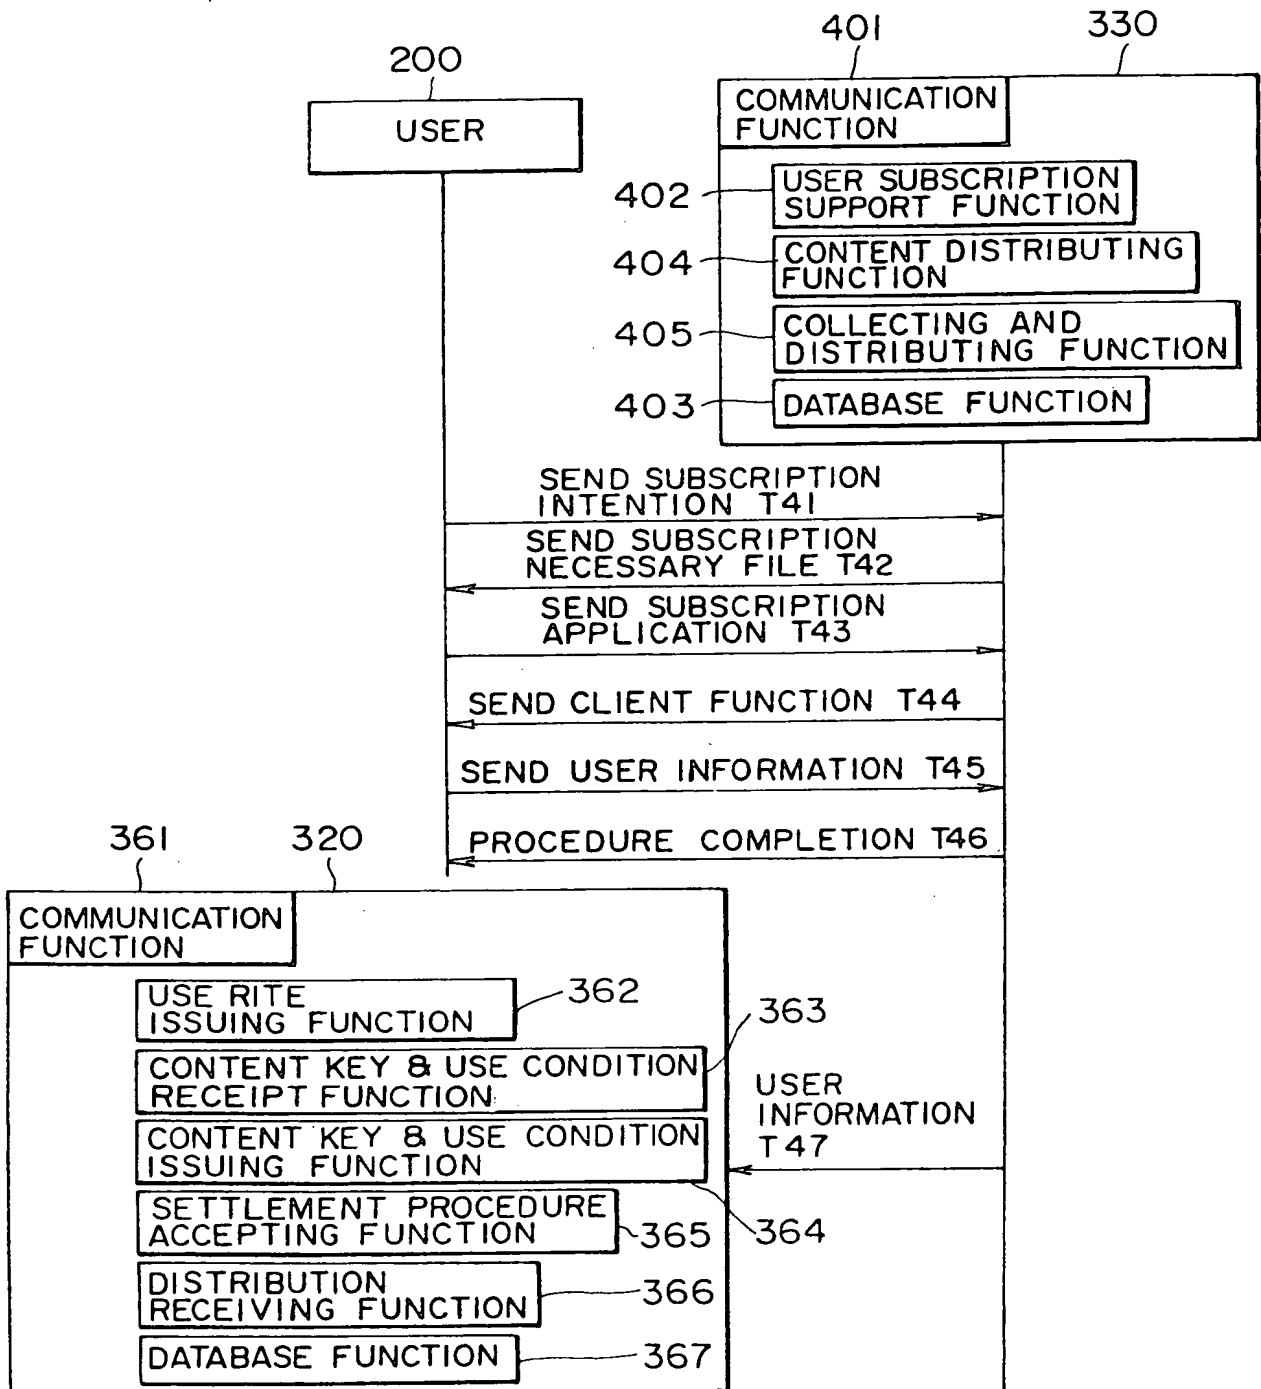 401
330
200
USER
COMMUNICATION
FUNCTION
402
USER SUBSCRIPTION
SUPPORT FUNCTION
404
CONTENT DISTRIBUTING
FUNCTION
405
COLLECTING AND
DISTRIBUTING FUNCTION
403
DATABASE FUNCTION
SEND SUBSCRIPTION
INTENTION T41
SEND SUBSCRIPTION
NECESSARY FILE T42
SEND SUBSCRIPTION
APPLICATION T43
SEND CLIENT FUNCTION T44
SEND USER INFORMATION T45
PROCEDURE COMPLETION T46
361
320
COMMUNICATION
FUNCTION
USE RITE
ISSUING FUNCTION
362
363
CONTENT KEY & USE CONDITION
RECEIPT FUNCTION
USER
INFORMATION
T47
CONTENT KEY & USE CONDITION
ISSUING FUNCTION
364
SETTLEMENT PROCEDURE
ACCEPTING FUNCTION
365
DISTRIBUTION
RECEIVING FUNCTION
366
DATABASE FUNCTION
367